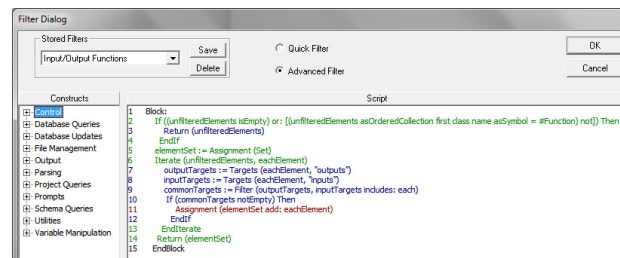 Filter Dialog
Stored Filters
Input/Output Functions
Save
Delete
Quick Filter
Advanced Filter
OK
Cancel
Constructs
Control
Database Queries
Database Updates
File Management
Output
Parsing
Project Queries
Prompts
Schema Queries
Utilities
Variable Manipulation
Script
1 Block:
2 If ((unfilteredElements isEmpty) or: [(unfilteredElements asOrderedCollection first class name asSymbol = #Function) not]) Then
3 Return (unfilteredElements)
4 EndIf
5 elementSet := Assignment (Set)
6 Iterate (unfilteredElements, eachElement)
7 outputTargets := Targets (eachElement, "outputs")
8 inputTargets := Targets (eachElement, "inputs")
9 commonTargets := Filter (outputTargets, inputTargets includes: each)
10 If (commonTargets notEmpty) Then
11 Assignment (elementSet add: eachElement)
12 EndIf
13 EndIterate
14 Return (elementSet)
15 EndBlock